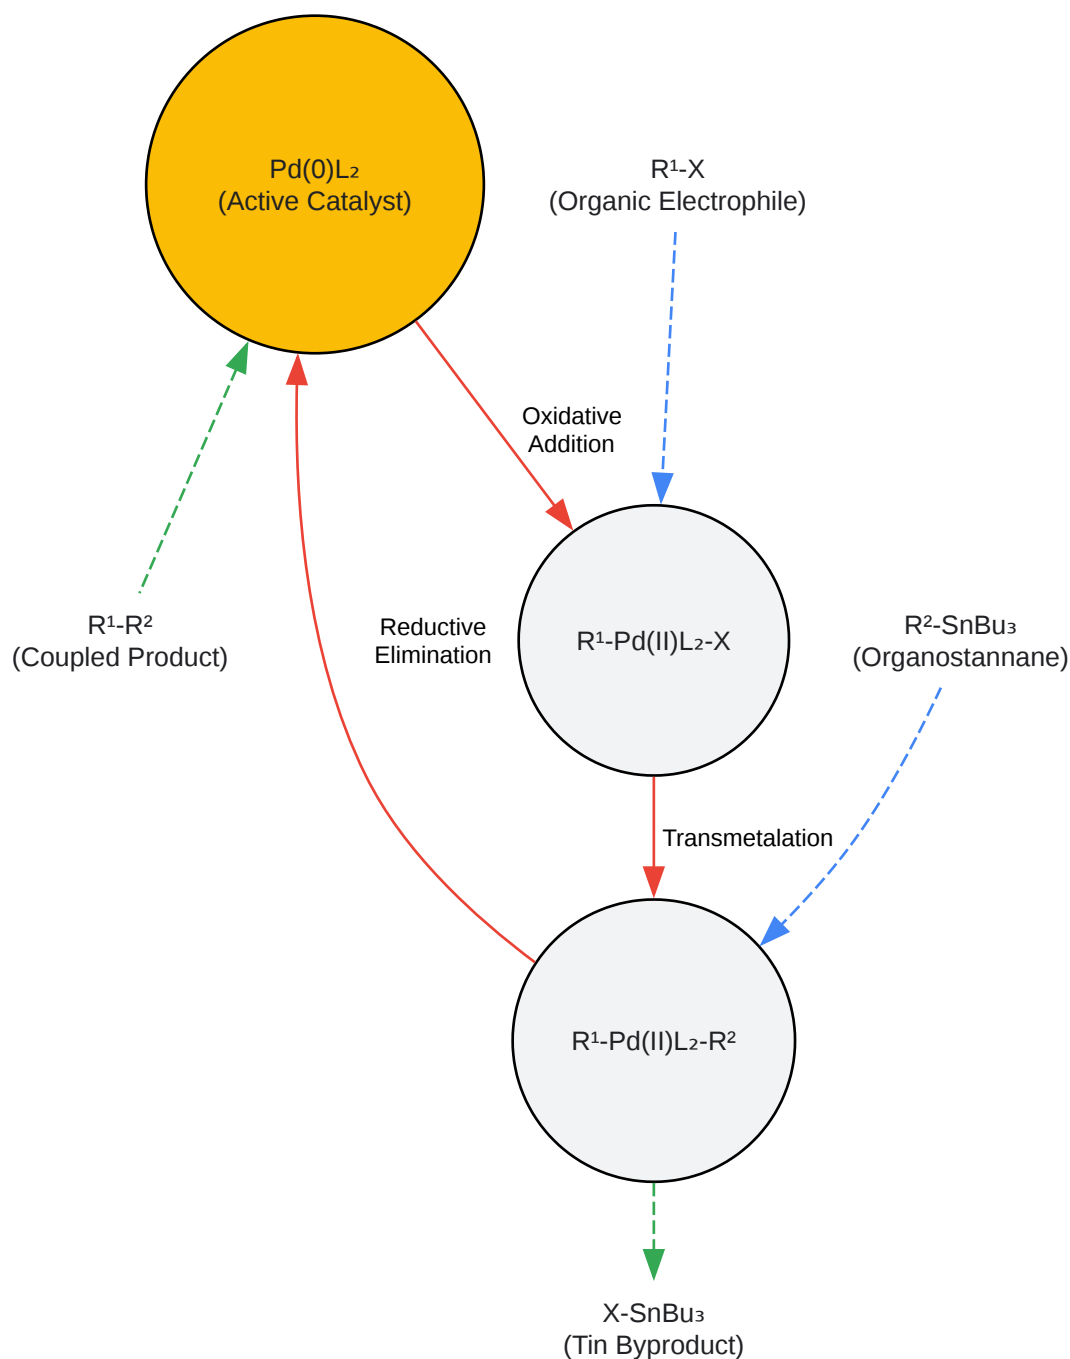 Pd(0)L₂
(Active Catalyst)
R¹-X
(Organic Electrophile)
Oxidative
Addition
R¹-R²
(Coupled Product)
Reductive
Elimination
R¹-Pd(II)L₂-X
R²-SnBu₃
(Organostannane)
Transmetalation
R¹-Pd(II)L₂-R²
X-SnBu₃
(Tin Byproduct)